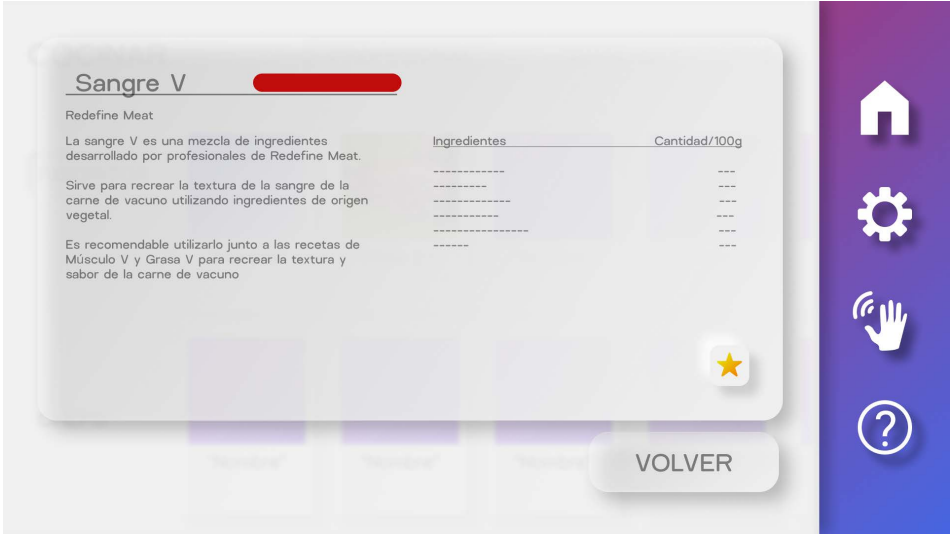 Sangre V
Redefine Meat
La sangre V es una mezcla de ingredientes
desarrollado por profesionales de Redefine Meat.
Sirve para recrear la textura de la sangre de la
carne de vacuno utilizando ingredientes de origen
vegetal.
Es recomendable utilizarlo junto a las recetas de
Músculo V y Grasa V para recrear la textura y
sabor de la carne de vacuno
Ingredientes Cantidad/100g
------------ ---
--------- ---
------------- ---
----------- ---
---------------- ---
------ ---
VOLVER
"Nombre" "Nombre" "Nombre"